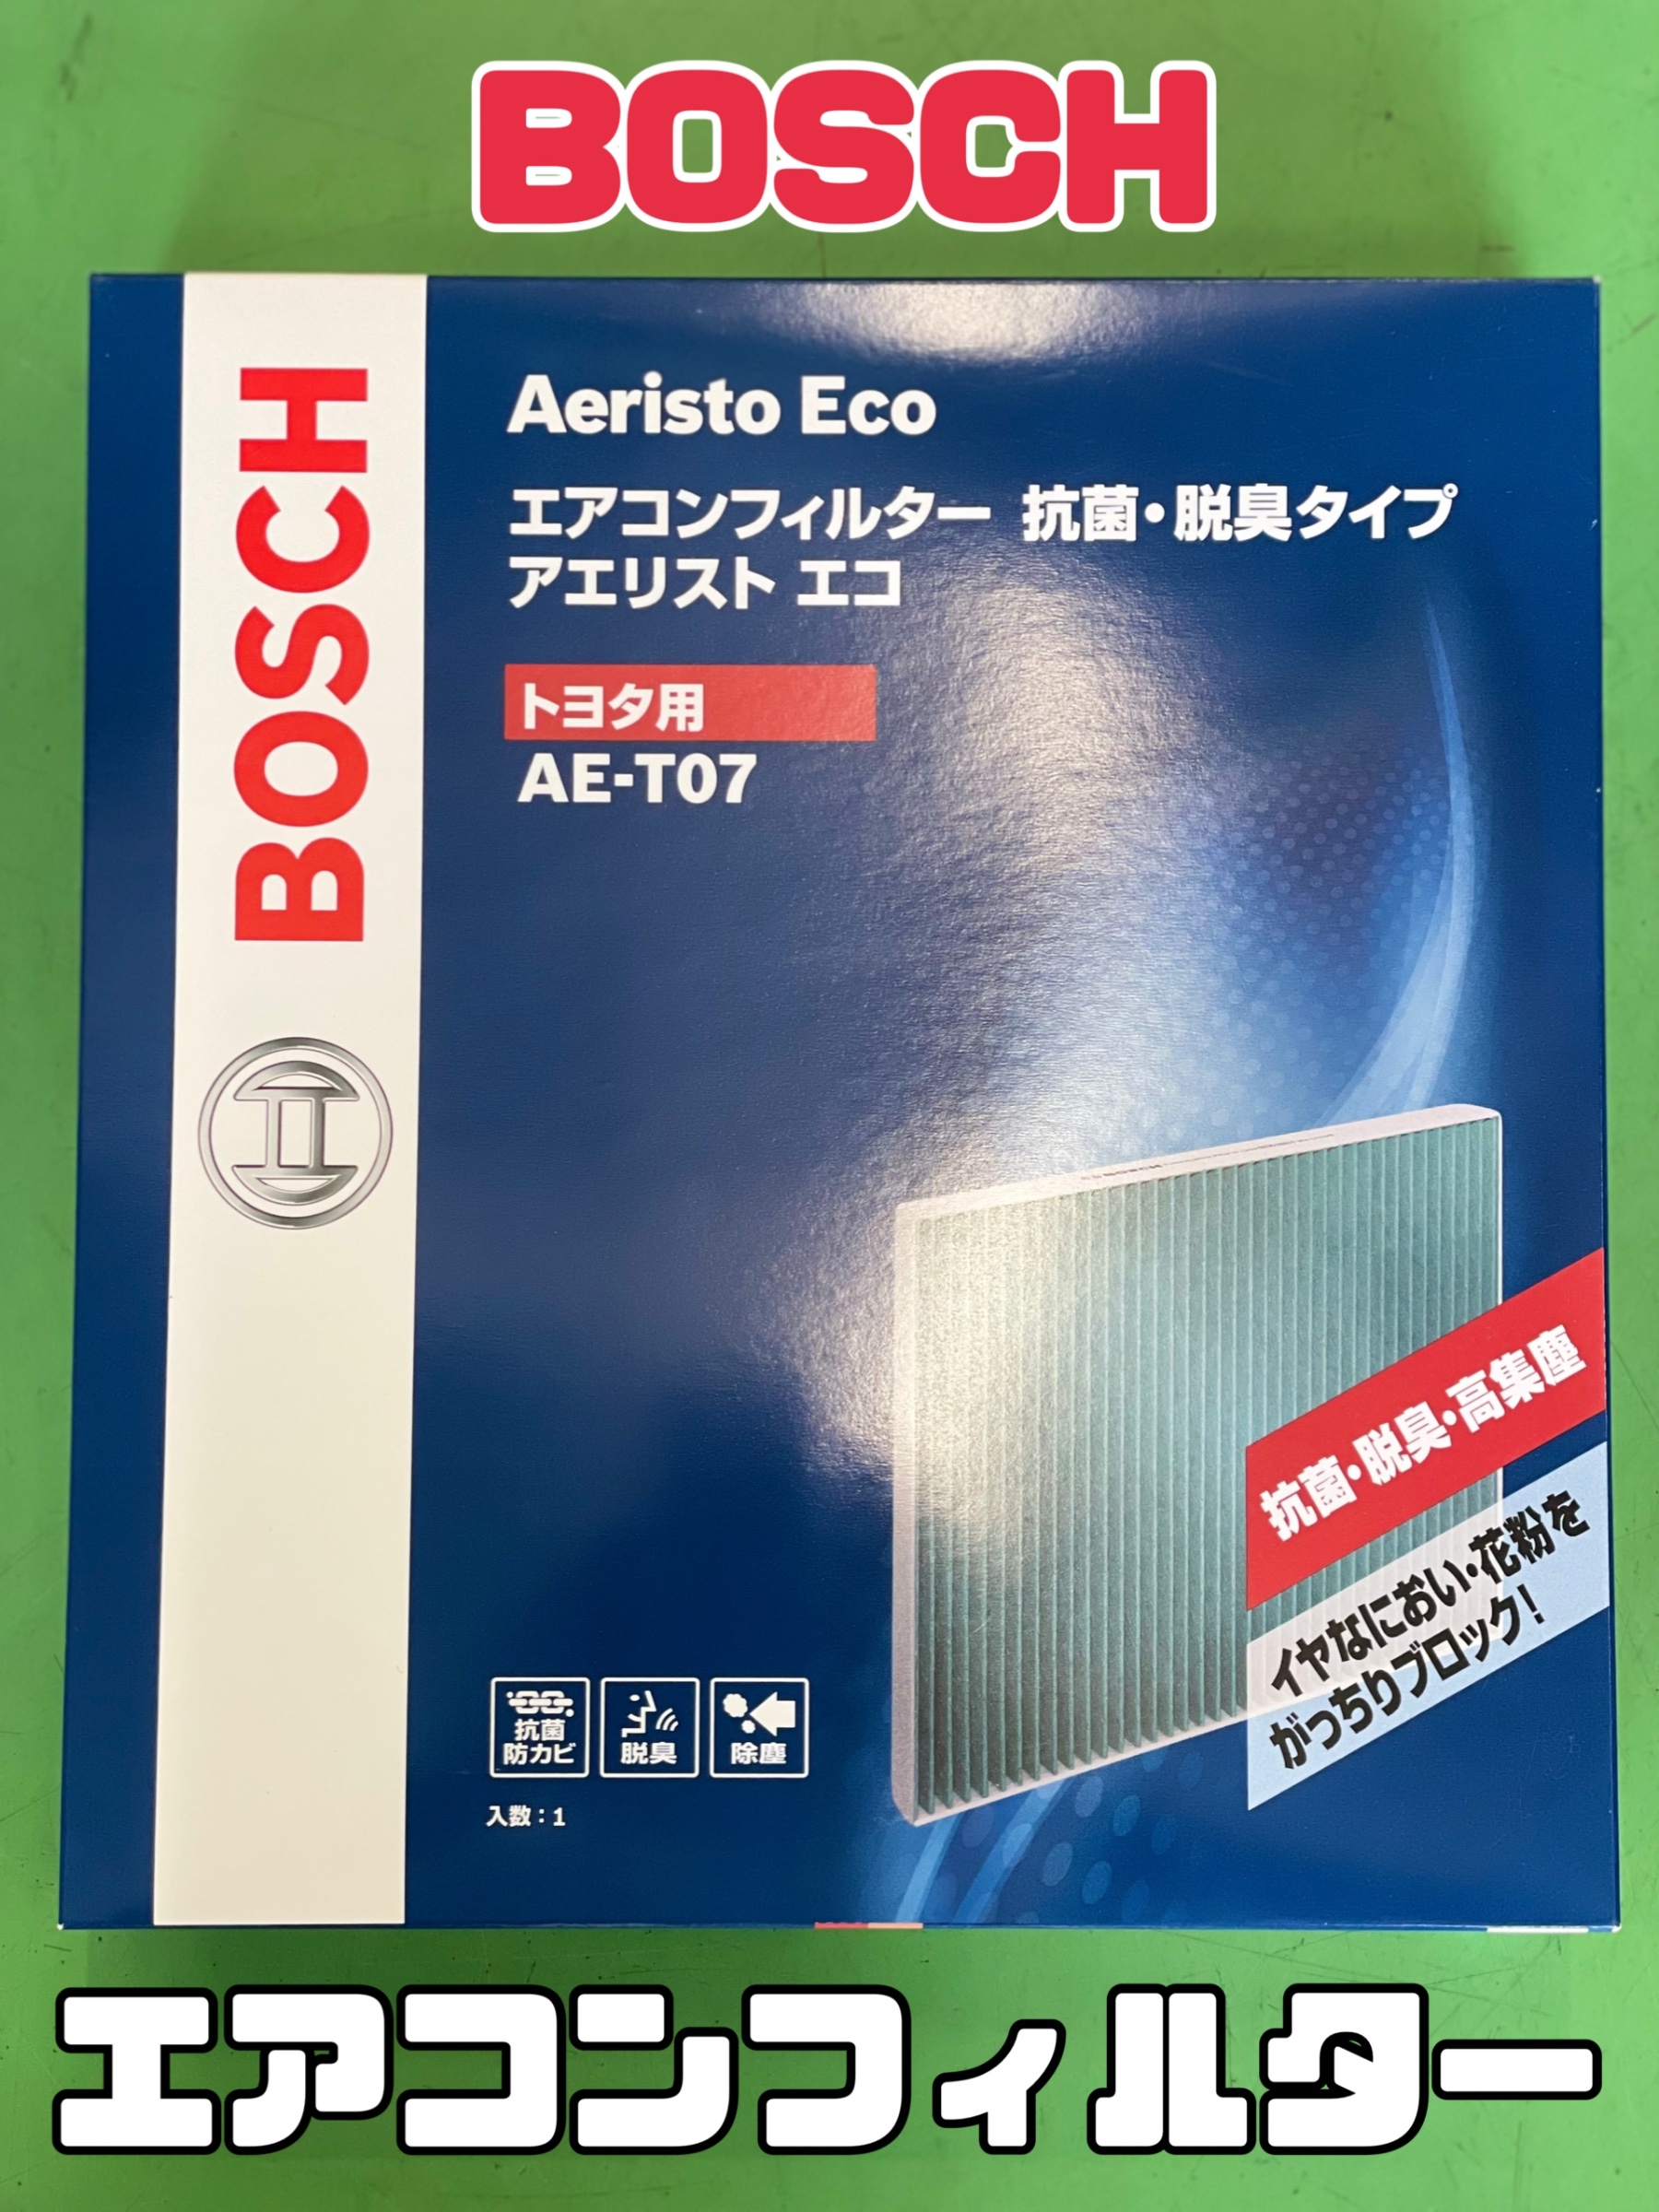 BOSCH
BOSCH
Aeristo Eco
エアコンフィルター 抗菌・脱臭タイプ
アエリスト エコ
トヨタ用
AE-T07
BOSCH
抗菌・脱臭・高集塵
イヤなにおい・花粉を
がっちりブロック!
抗菌
防カビ
脱臭
除塵
入数:1
エアコンフィルター